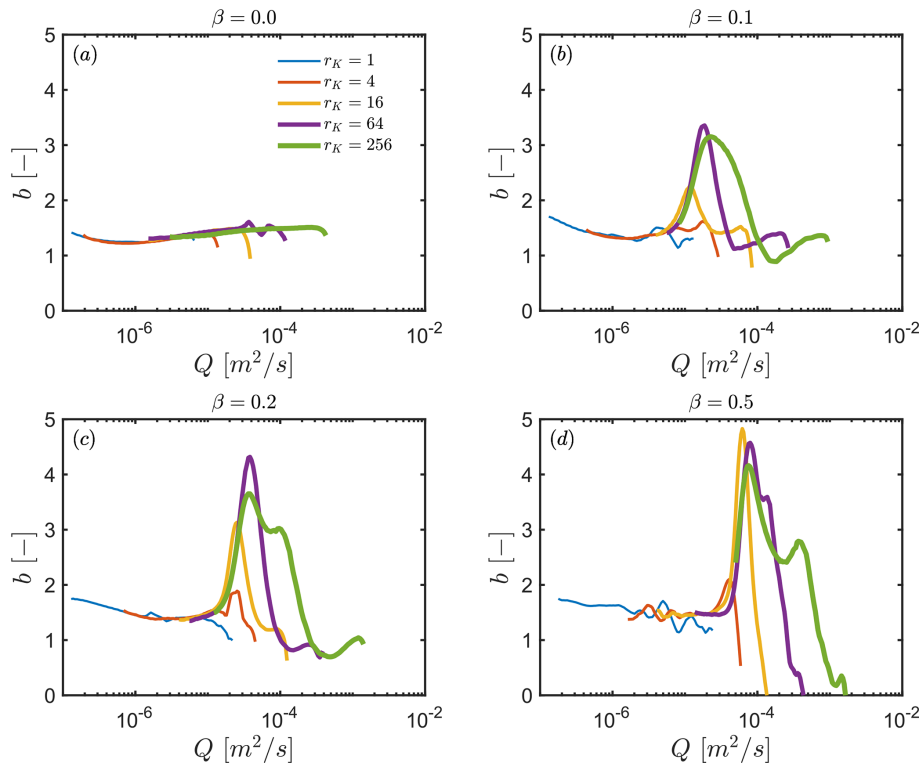 β = 0.0
(a)
r_K = 1
r_K = 4
r_K = 16
r_K = 64
r_K = 256
5
4
3
2
1
0
b [−]
10^-6
10^-4
10^-2
Q [m^2/s]
β = 0.1
(b)
5
4
3
2
1
0
b [−]
10^-6
10^-4
10^-2
Q [m^2/s]
β = 0.2
(c)
5
4
3
2
1
0
b [−]
10^-6
10^-4
10^-2
Q [m^2/s]
β = 0.5
(d)
5
4
3
2
1
0
b [−]
10^-6
10^-4
10^-2
Q [m^2/s]